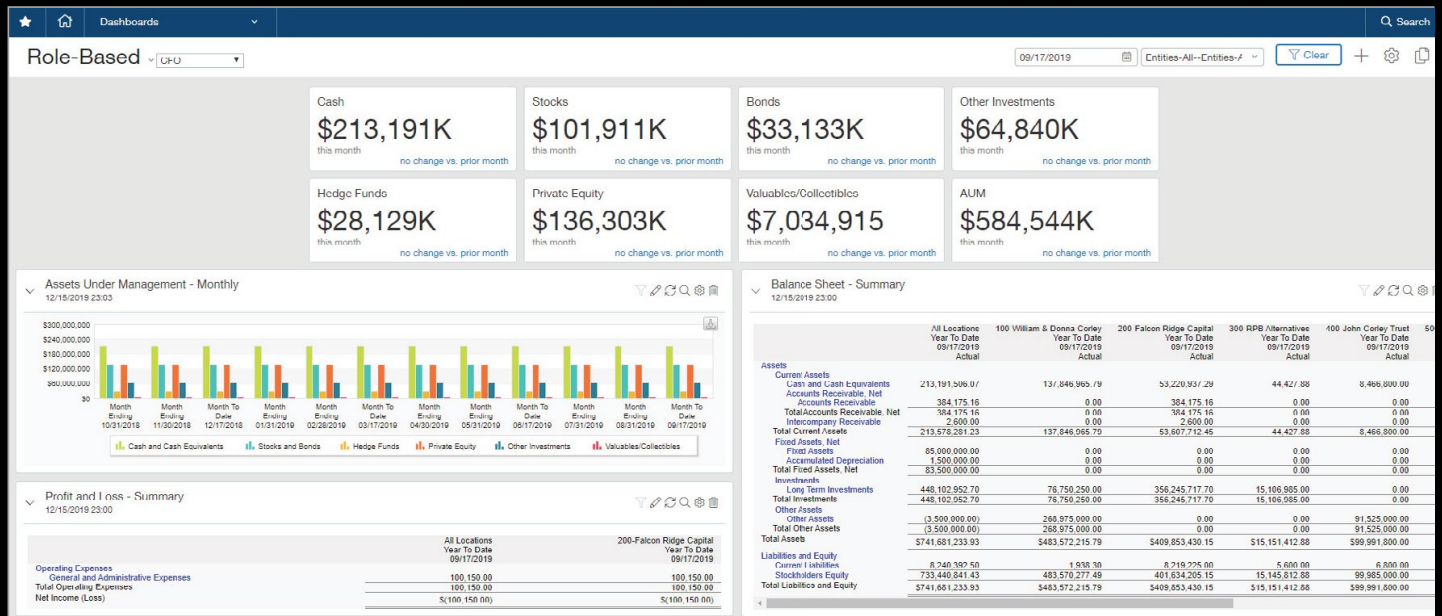 Dashboards
Search
Role-Based CFO
09/17/2019 Entities-All--Entities-A Clear
Cash
$213,191K
this month
no change vs. prior month
Stocks
$101,911K
this month
no change vs. prior month
Bonds
$33,133K
this month
no change vs. prior month
Other Investments
$64,840K
this month
no change vs. prior month
Hedge Funds
$28,129K
this month
no change vs. prior month
Private Equity
$136,303K
this month
no change vs. prior month
Valuables/Collectibles
$7,034,915
this month
no change vs. prior month
AUM
$584,544K
this month
no change vs. prior month
Assets Under Management - Monthly
12/15/2019 23:03
$300,000,000
$240,000,000
$180,000,000
$120,000,000
$60,000,000
$0
Month Month Month To Month Month Month To Month Month Month To Month Month Month To
Ending Ending Date Ending Ending Date Ending Ending Date Ending Ending Date
10/31/2018 11/30/2018 12/17/2018 01/31/2019 02/28/2019 03/17/2019 04/30/2019 05/31/2019 06/17/2019 07/31/2019 08/31/2019 09/17/2019
Cash and Cash Equivalents Stocks and Bonds Hedge Funds Private Equity Other Investments Valuables/Collectibles
Profit and Loss - Summary
12/15/2019 23:00
All Locations 200-Falcon Ridge Capital
Year To Date Year To Date
09/17/2019 09/17/2019
Operating Expenses
General and Administrative Expenses 100,150.00 100,150.00
Total Operating Expenses 100,150.00 100,150.00
Net Income (Loss) $(100,150.00) $(100,150.00)
Balance Sheet - Summary
12/15/2019 23:00
All Locations 100 William & Donna Corley 200 Falcon Ridge Capital 300 RPB Alternatives 400 John Corley Trust
Year To Date Year To Date Year To Date Year To Date Year To Date
09/17/2019 09/17/2019 09/17/2019 09/17/2019 09/17/2019
Actual Actual Actual Actual Actual
Assets
Current Assets
Cash and Cash Equivalents 213,191,506.07 137,846,965.79 53,220,937.29 44,427.88 8,466,800.00
Accounts Receivable, Net
Accounts Receivable 384,175.16 0.00 384,175.16 0.00 0.00
Total Accounts Receivable, Net 384,175.16 0.00 384,175.16 0.00 0.00
Intercompany Receivable 2,600.00 0.00 2,600.00 0.00 0.00
Total Current Assets 213,578,281.23 137,846,965.79 53,607,712.45 44,427.88 8,466,800.00
Fixed Assets, Net
Fixed Assets 85,000,000.00 0.00 0.00 0.00 0.00
Accumulated Depreciation 1,500,000.00 0.00 0.00 0.00 0.00
Total Fixed Assets, Net 83,500,000.00 0.00 0.00 0.00 0.00
Investments
Long Term Investments 448,102,952.70 76,750,250.00 356,245,717.70 15,106,985.00 0.00
Total Investments 448,102,952.70 76,750,250.00 356,245,717.70 15,106,985.00 0.00
Other Assets
Other Assets (3,500,000.00) 268,975,000.00 0.00 0.00 91,525,000.00
Total Other Assets (3,500,000.00) 268,975,000.00 0.00 0.00 91,525,000.00
Total Assets $741,681,233.93 $483,572,215.79 $409,853,430.15 $15,151,412.88 $99,991,800.00
Liabilities and Equity
Current Liabilities 8,240,392.50 1,938.30 8,219,225.00 5,600.00 6,800.00
Stockholders Equity 733,440,841.43 483,570,277.49 401,634,205.15 15,145,812.88 99,985,000.00
Total Liabilities and Equity $741,681,233.93 $483,572,215.79 $409,853,430.15 $15,151,412.88 $99,991,800.00